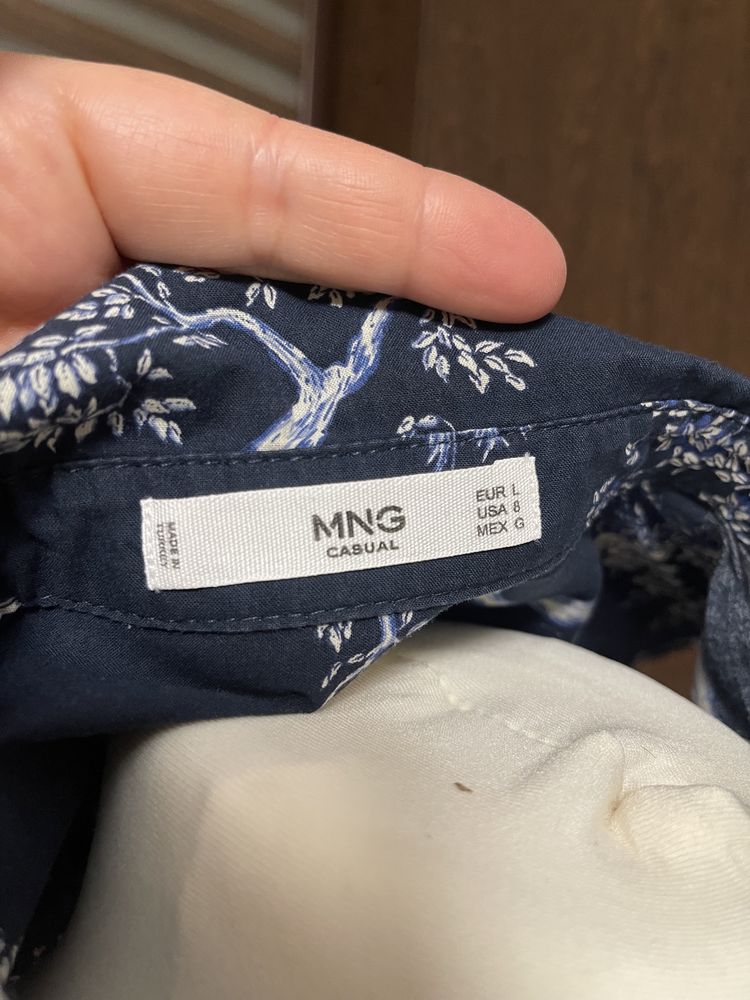 MADE IN
TURKEY
MNG
CASUAL
EUR L
USA 8
MEX G